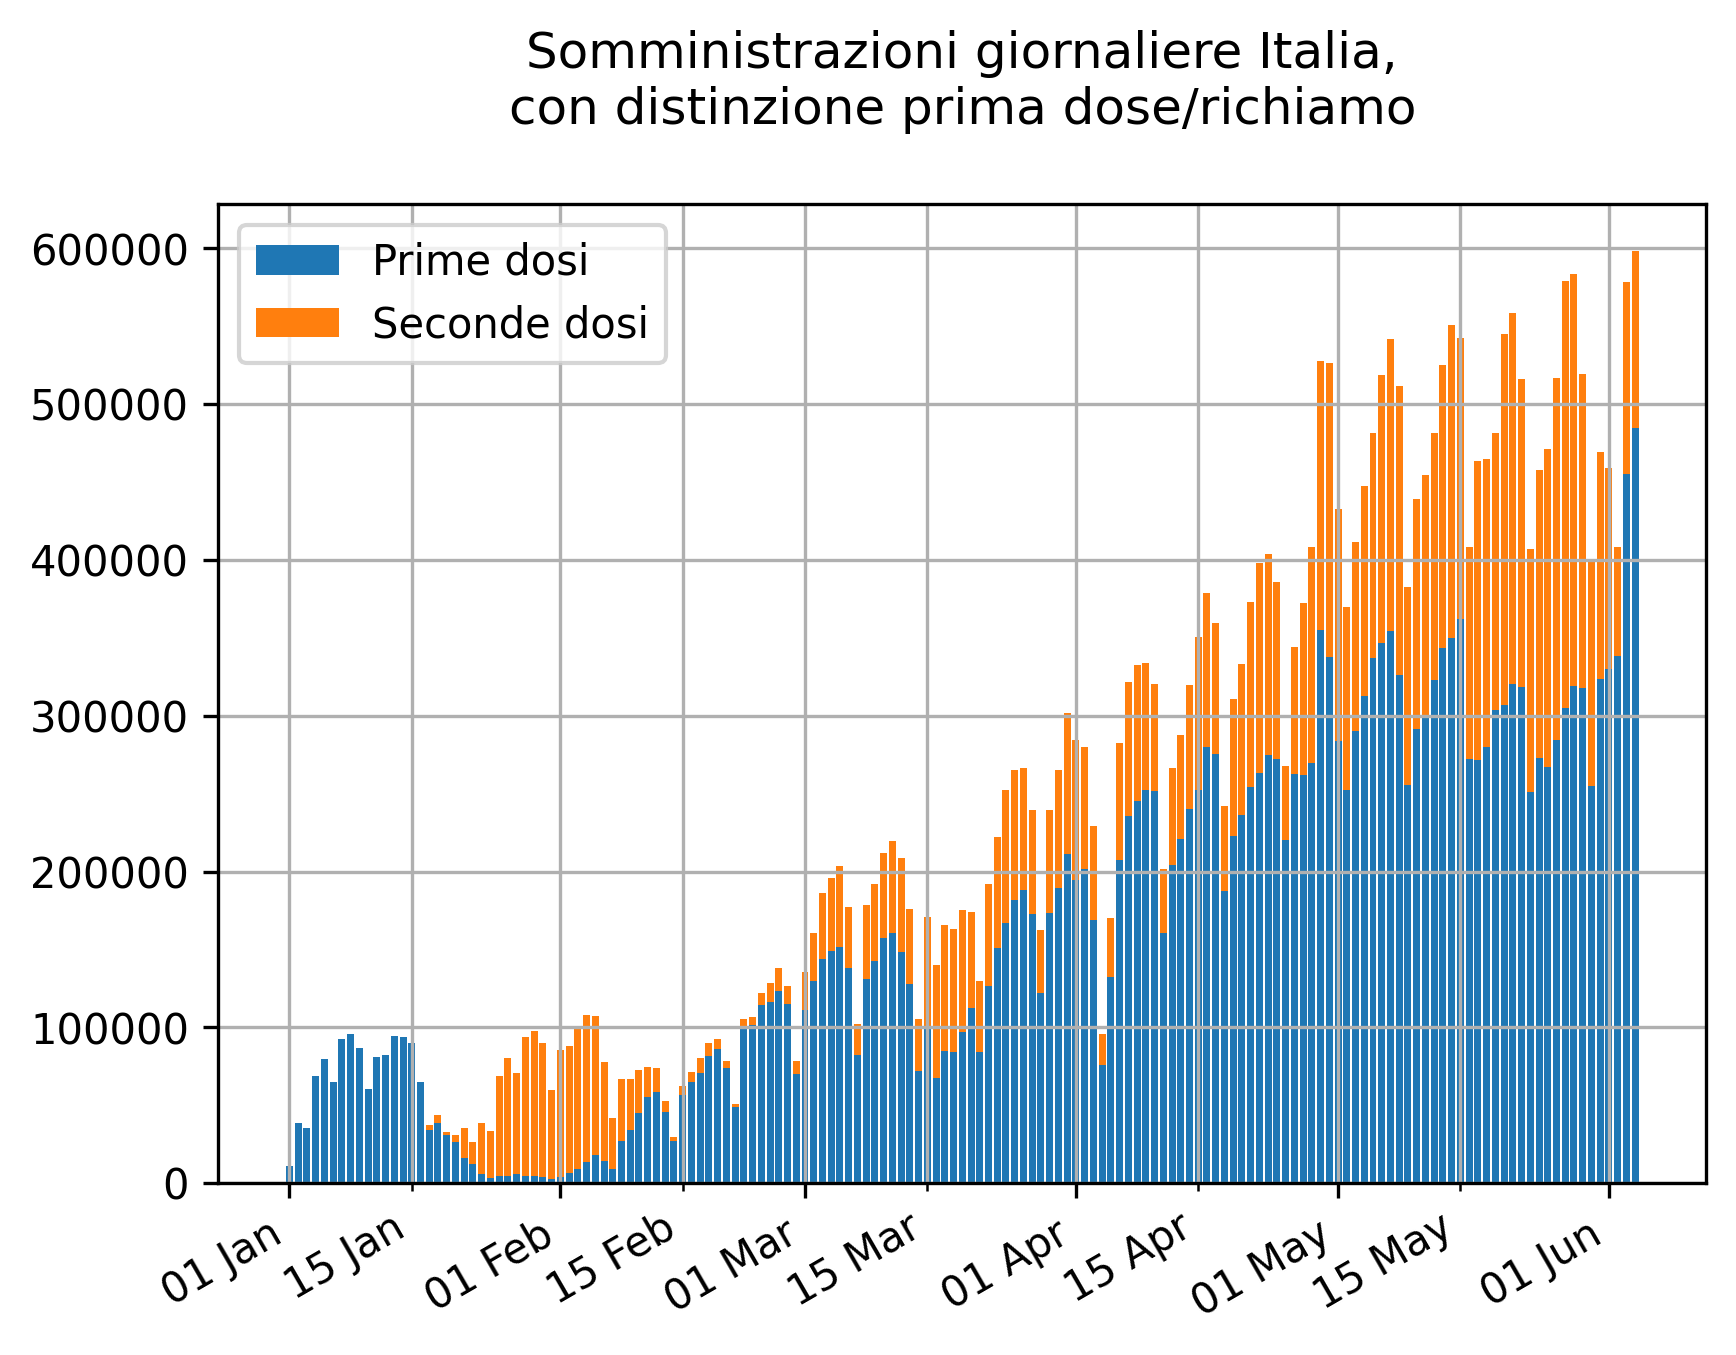 Somministrazioni giornaliere Italia,
con distinzione prima dose/richiamo
Prime dosi
Seconde dosi
600000
500000
400000
300000
200000
100000
0
01 Jan
15 Jan
01 Feb
15 Feb
01 Mar
15 Mar
01 Apr
15 Apr
01 May
15 May
01 Jun